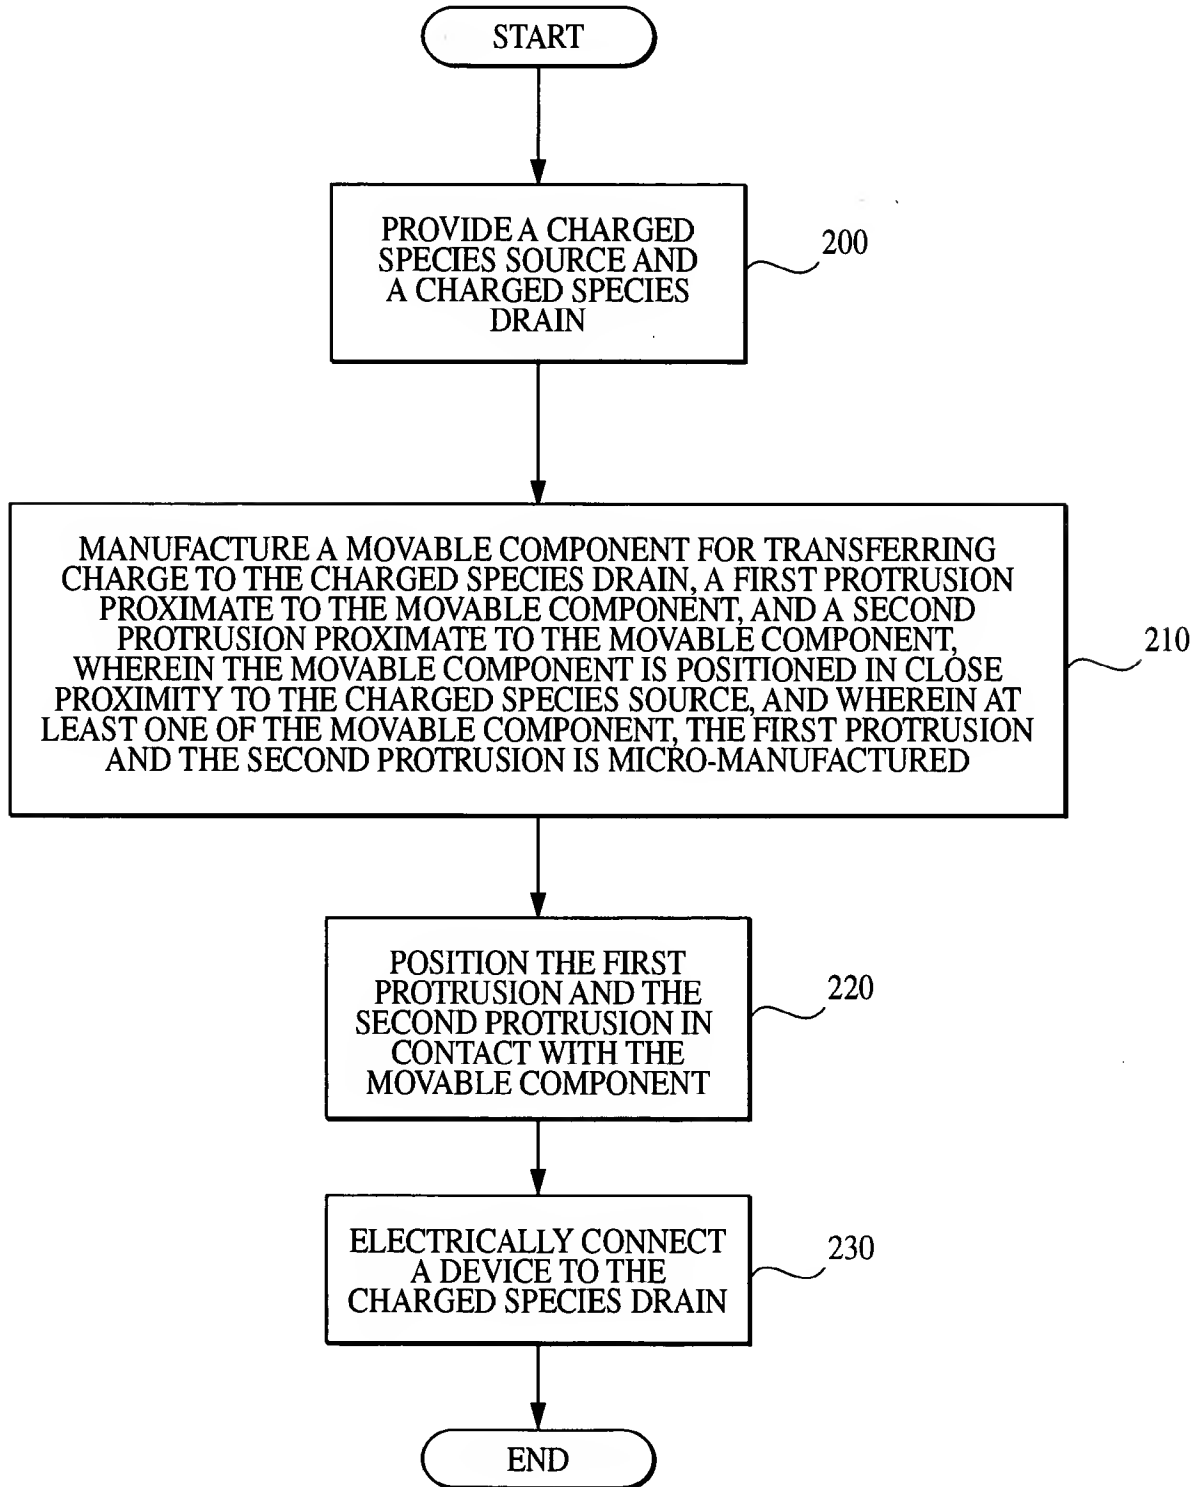 START
PROVIDE A CHARGED
SPECIES SOURCE AND
A CHARGED SPECIES
DRAIN
200
MANUFACTURE A MOVABLE COMPONENT FOR TRANSFERRING
CHARGE TO THE CHARGED SPECIES DRAIN, A FIRST PROTRUSION
PROXIMATE TO THE MOVABLE COMPONENT, AND A SECOND
PROTRUSION PROXIMATE TO THE MOVABLE COMPONENT,
WHEREIN THE MOVABLE COMPONENT IS POSITIONED IN CLOSE
PROXIMITY TO THE CHARGED SPECIES SOURCE, AND WHEREIN AT
LEAST ONE OF THE MOVABLE COMPONENT, THE FIRST PROTRUSION
AND THE SECOND PROTRUSION IS MICRO-MANUFACTURED
210
POSITION THE FIRST
PROTRUSION AND THE
SECOND PROTRUSION IN
CONTACT WITH THE
MOVABLE COMPONENT
220
ELECTRICALLY CONNECT
A DEVICE TO THE
CHARGED SPECIES DRAIN
230
END